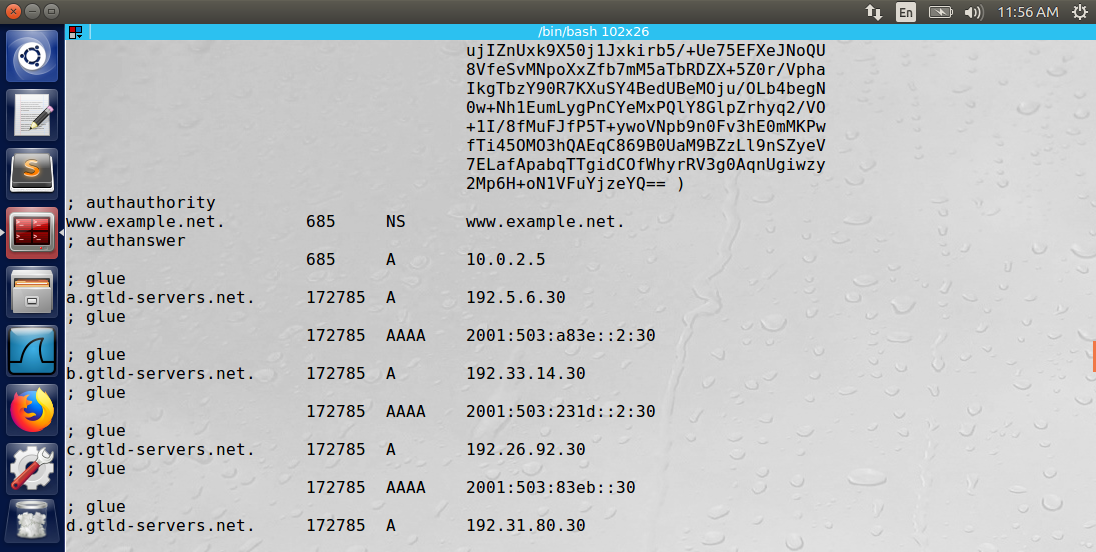 En
11:56 AM
/bin/bash 102x26
ujIZnUxk9X50j1Jxkirb5/+Ue75EFXeJNoQU
8VfeSvMNpoXxZfb7mM5aTbRDZX+5Z0r/Vpha
IkgTbzY90R7KXuSY4BedUBeMOju/OLb4begN
0w+Nh1EumLygPnCYeMxPQlY8GlpZrhyq2/VO
+1I/8fMuFJfP5T+ywoVNpb9n0Fv3hE0mMKPw
fTi45OMO3hQAEqC869B0UaM9BZzLl9nSZyeV
7ELafApabqTTgidCOfWhyrRV3g0AqnUgiwzy
2Mp6H+oN1VFuYjzeYQ== )
; authauthority
www.example.net. 685 NS www.example.net.
; authanswer
685 A 10.0.2.5
; glue
a.gtld-servers.net. 172785 A 192.5.6.30
; glue
172785 AAAA 2001:503:a83e::2:30
; glue
b.gtld-servers.net. 172785 A 192.33.14.30
; glue
172785 AAAA 2001:503:231d::2:30
; glue
c.gtld-servers.net. 172785 A 192.26.92.30
; glue
172785 AAAA 2001:503:83eb::30
; glue
d.gtld-servers.net. 172785 A 192.31.80.30